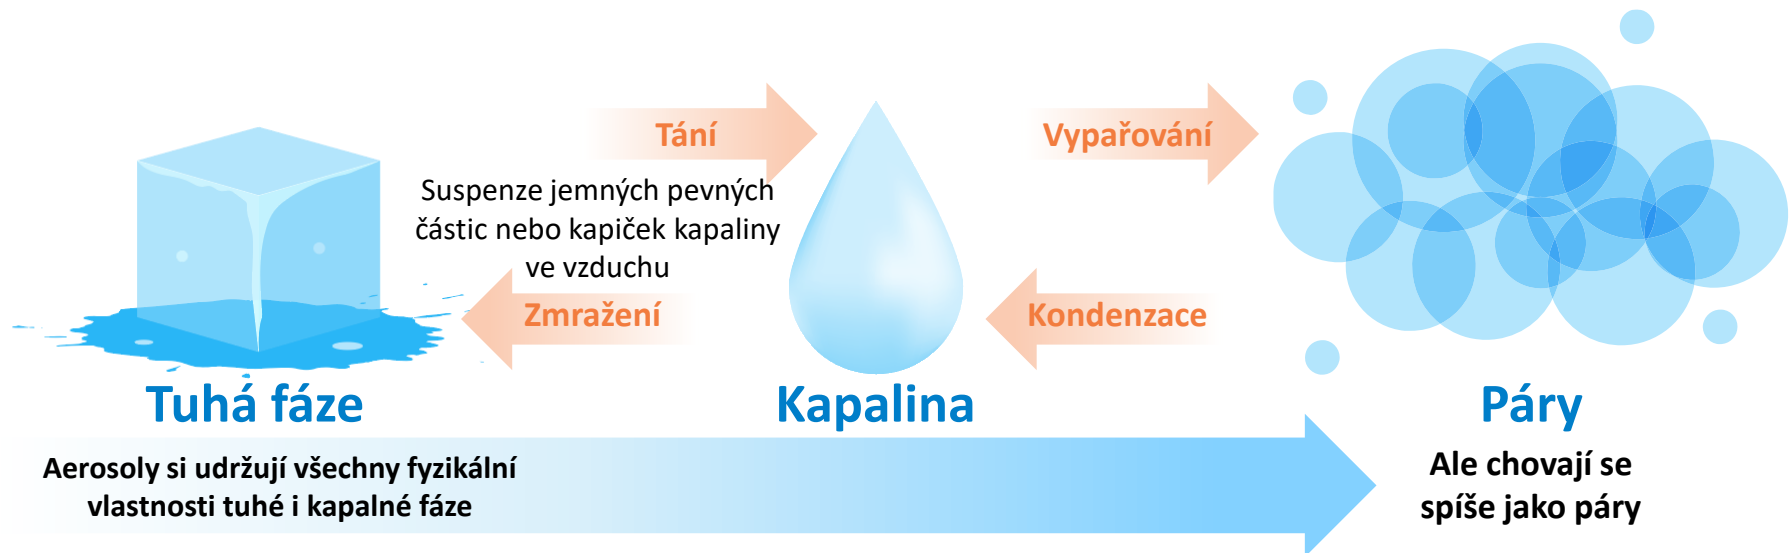 Tání
Vypařování
Suspenze jemných pevných
částic nebo kapiček kapaliny
ve vzduchu
Zmražení
Kondenzace
Tuhá fáze
Kapalina
Páry
Aerosoly si udržují všechny fyzikální
vlastnosti tuhé i kapalné fáze
Ale chovají se
spíše jako páry